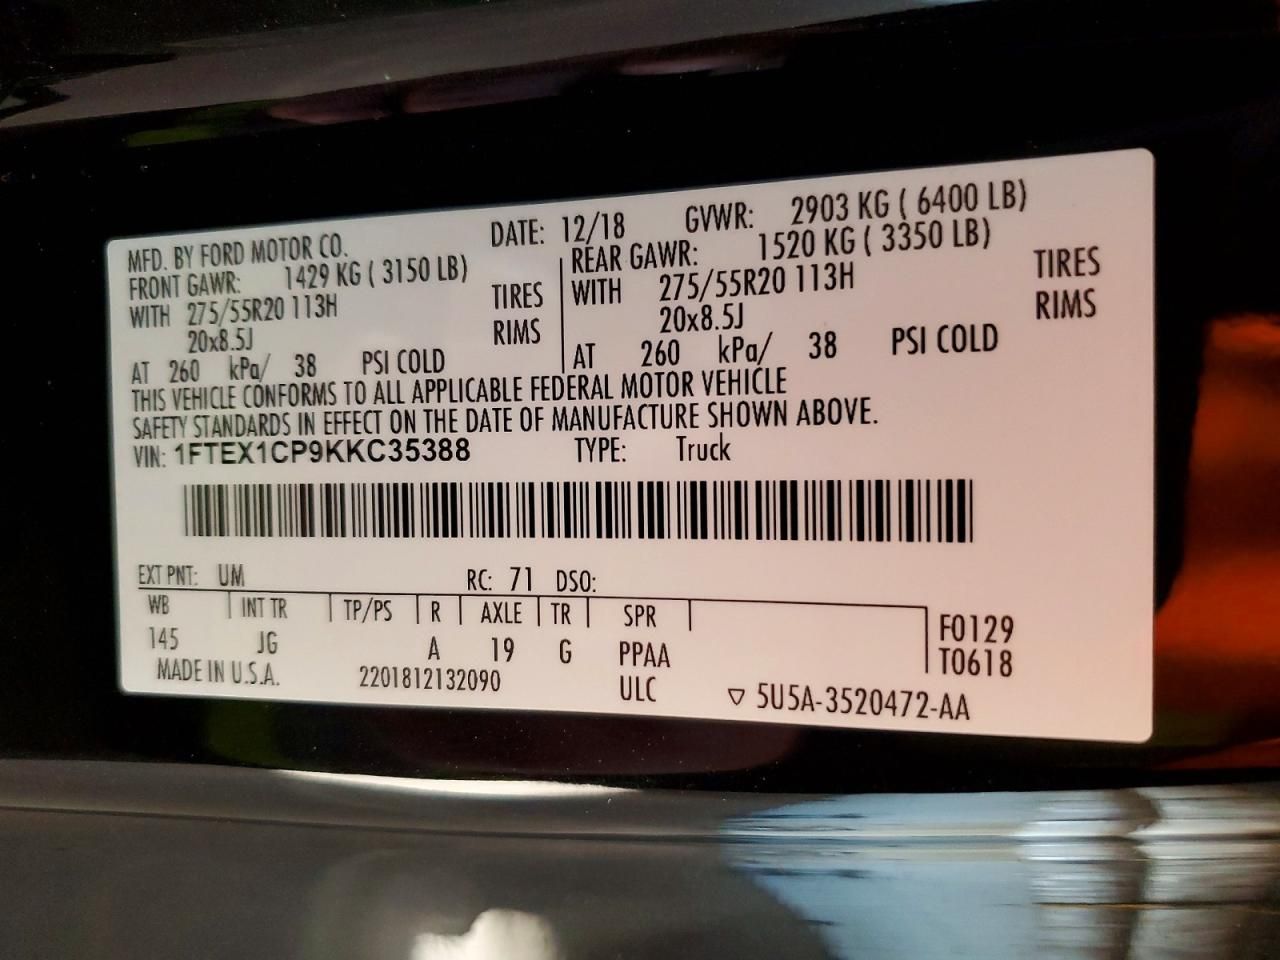 MFD. BY FORD MOTOR CO. DATE: 12/18 GVWR: 2903 KG ( 6400 LB)
FRONT GAWR: 1429 KG ( 3150 LB) REAR GAWR: 1520 KG ( 3350 LB)
WITH 275/55R20 113H TIRES WITH 275/55R20 113H TIRES
20x8.5J RIMS 20x8.5J RIMS
AT 260 kPa/ 38 PSI COLD AT 260 kPa/ 38 PSI COLD
THIS VEHICLE CONFORMS TO ALL APPLICABLE FEDERAL MOTOR VEHICLE
SAFETY STANDARDS IN EFFECT ON THE DATE OF MANUFACTURE SHOWN ABOVE.
VIN: 1FTEX1CP9KKC35388 TYPE: Truck
EXT PNT: UM RC: 71 DSO:
WB INT TR TP/PS R AXLE TR SPR F0129
145 JG A 19 G PPAA T0618
MADE IN U.S.A. 2201812132090 ULC ▽ 5U5A-3520472-AA